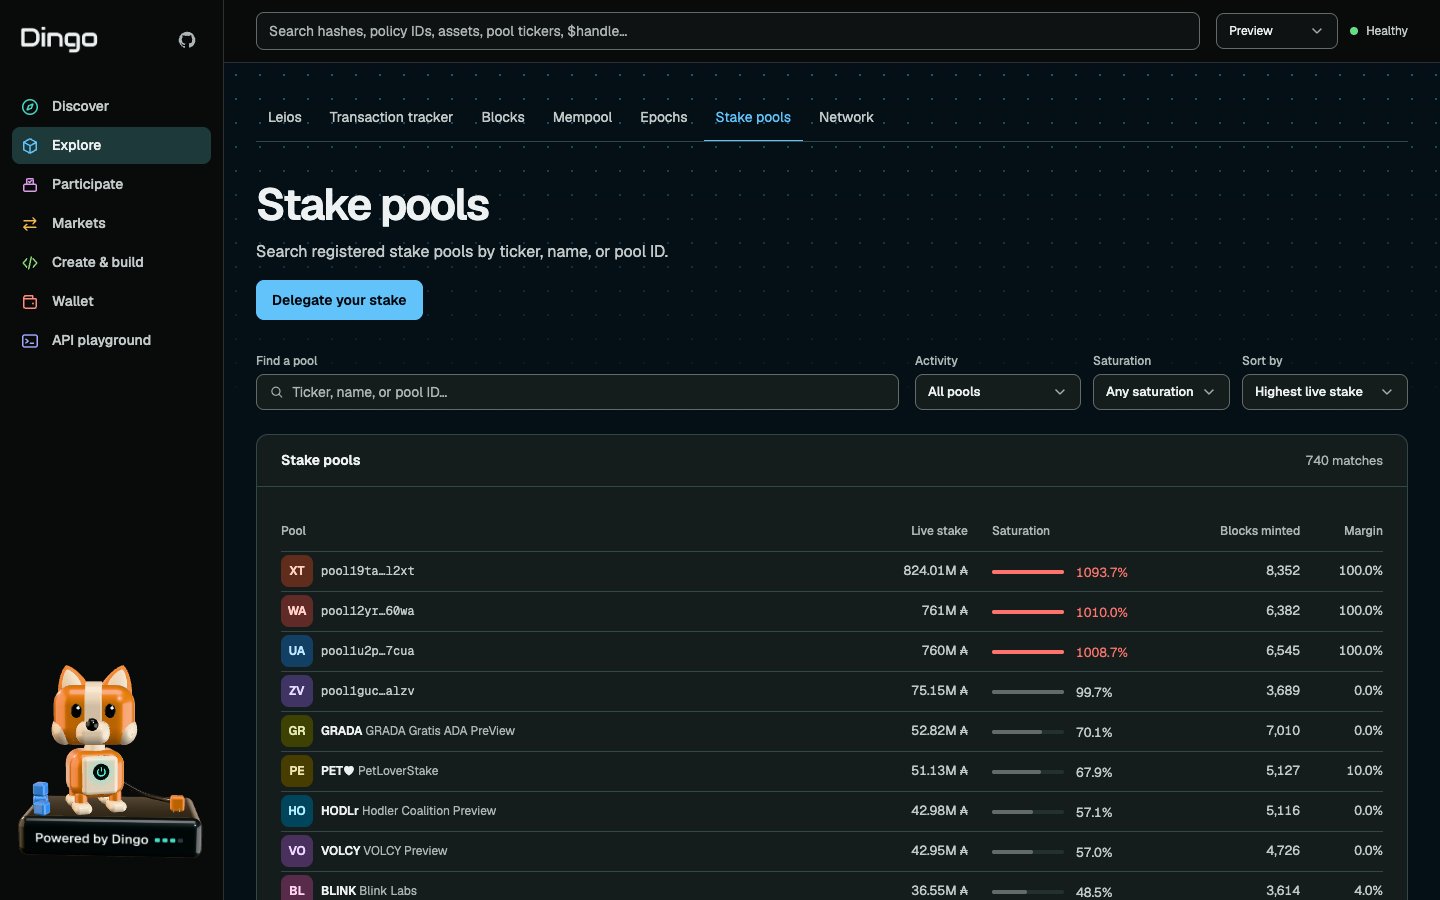 Dingo
Search hashes, policy IDs, assets, pool tickers, $handle...
Preview
Healthy
Discover
Explore
Participate
Markets
Create & build
Wallet
API playground
Leios
Transaction tracker
Blocks
Mempool
Epochs
Stake pools
Network
Stake pools
Search registered stake pools by ticker, name, or pool ID.
Delegate your stake
Find a pool
Activity
Saturation
Sort by
Ticker, name, or pool ID...
All pools
Any saturation
Highest live stake
Stake pools
740 matches
Pool Live stake Saturation Blocks minted Margin
XT pool19ta…l2xt 824.01M ₳ 1093.7% 8,352 100.0%
WA pool12yr…60wa 761M ₳ 1010.0% 6,382 100.0%
UA pool1u2p…7cua 760M ₳ 1008.7% 6,545 100.0%
ZV pool1guc…alzv 75.15M ₳ 99.7% 3,689 0.0%
GR GRADA GRADA Gratis ADA PreView 52.82M ₳ 70.1% 7,010 0.0%
PE PET♥ PetLoverStake 51.13M ₳ 67.9% 5,127 10.0%
HO HODLr Hodler Coalition Preview 42.98M ₳ 57.1% 5,116 0.0%
VO VOLCY VOLCY Preview 42.95M ₳ 57.0% 4,726 0.0%
BL BLINK Blink Labs 36.55M ₳ 48.5% 3,614 4.0%
Powered by Dingo